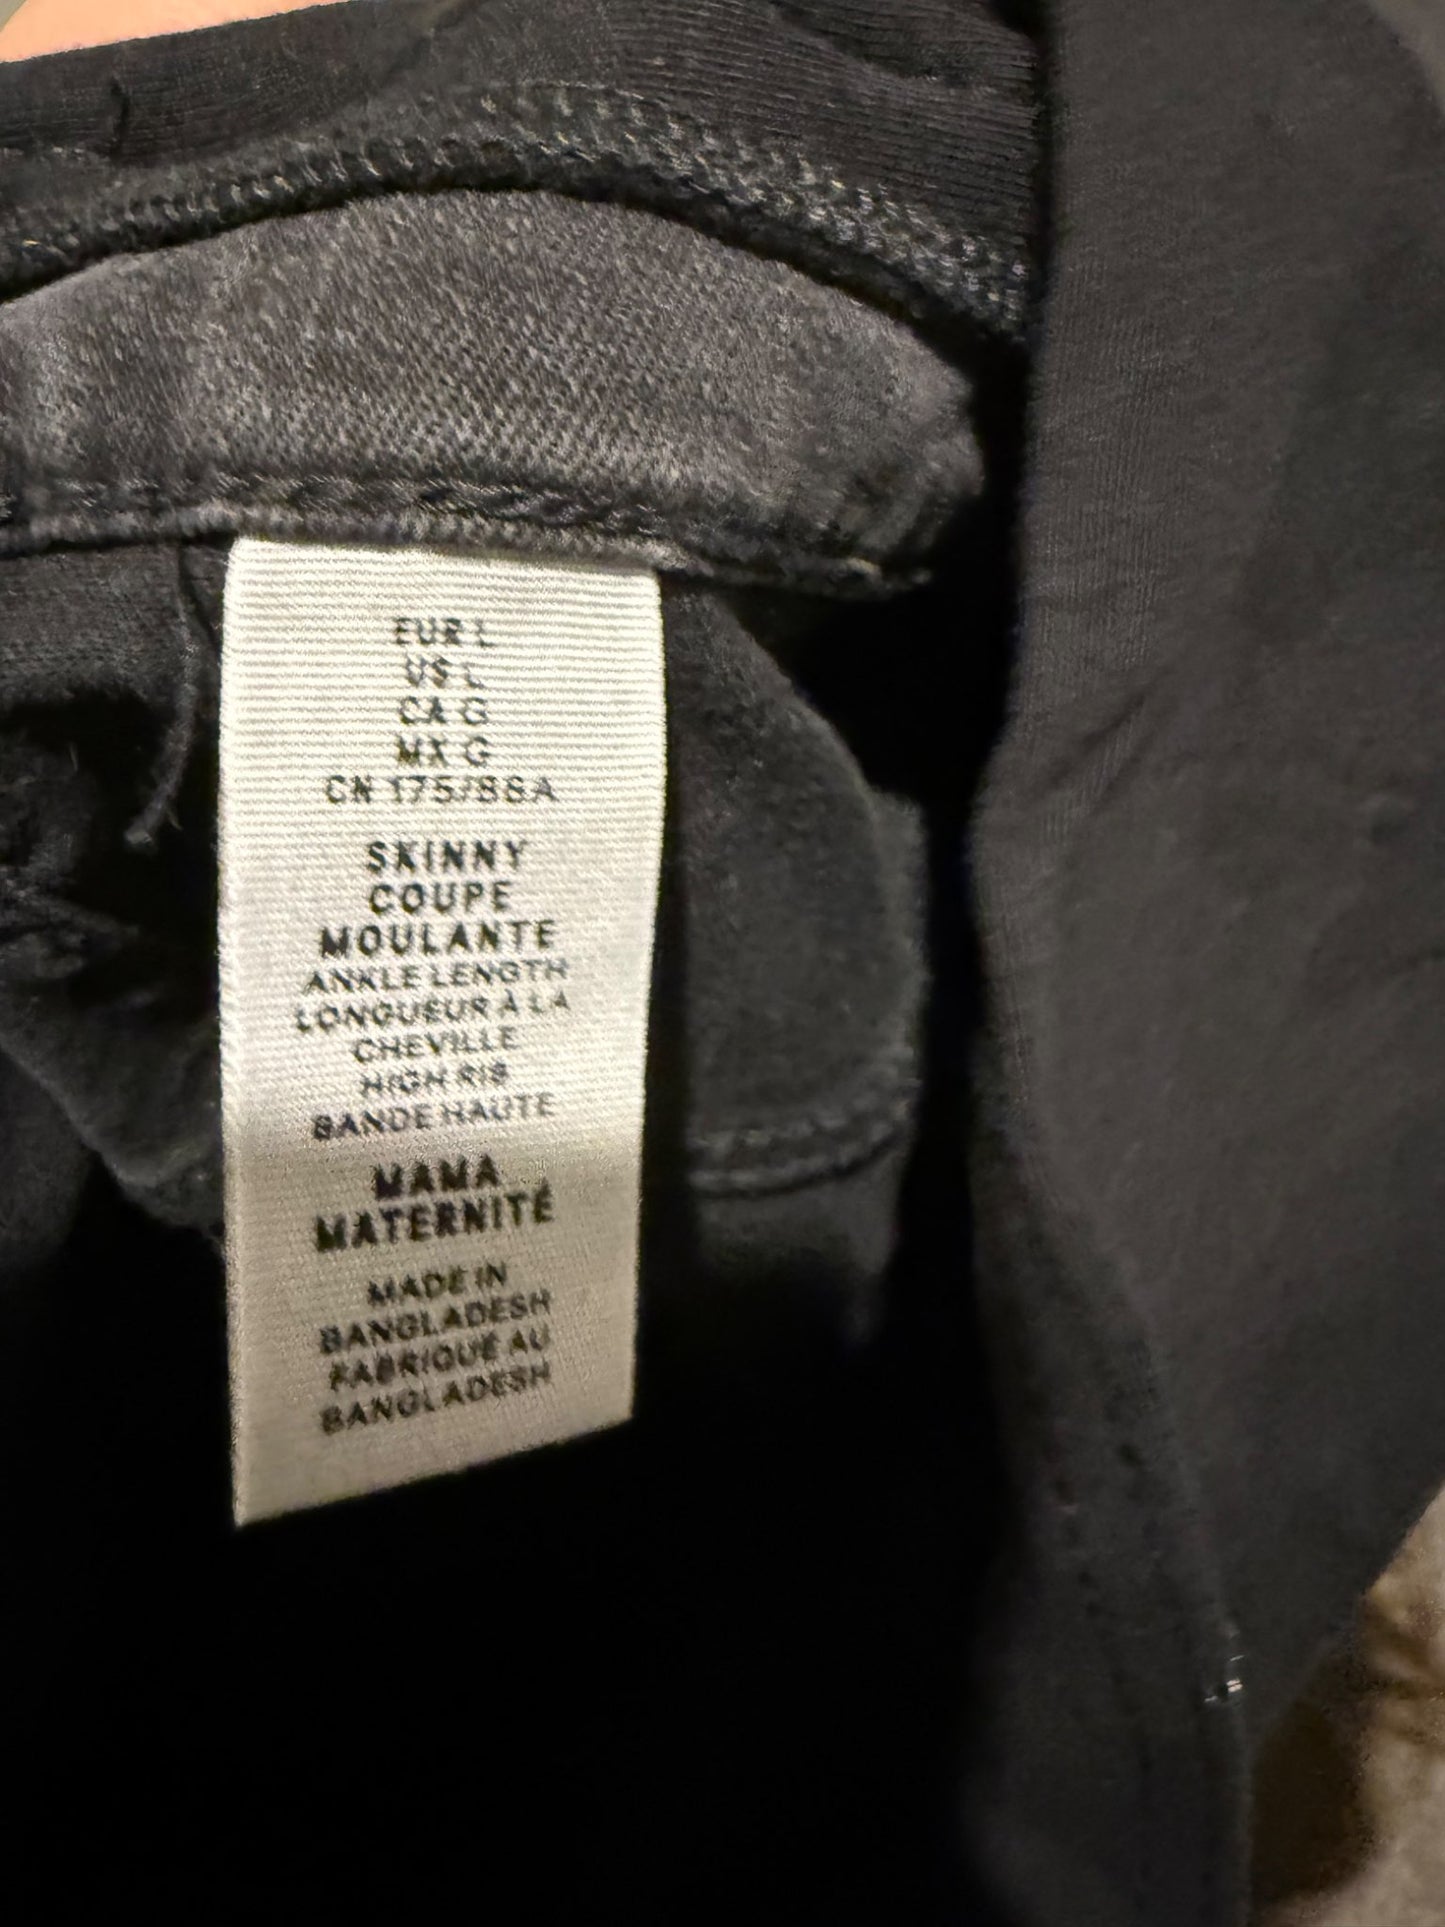 EUR L
US L
CA G
MX G
CN 175/88A
SKINNY
COUPE
MOULANTE
ANKLE LENGTH
LONGUEUR À LA
CHEVILLE
HIGH RIB
BANDE HAUTE
MAMA
MATERNITÉ
MADE IN
BANGLADESH
FABRIQUÉ AU
BANGLADESH